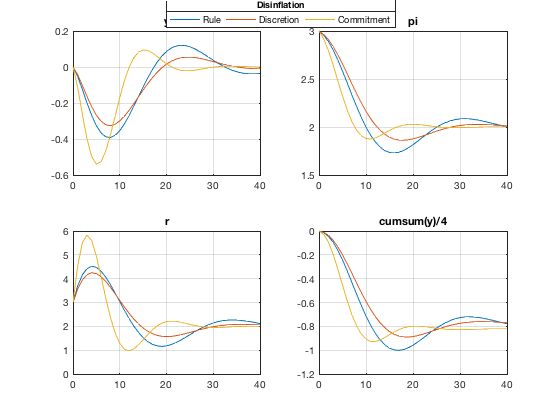 Disinflation
Rule Discretion Commitment
y pi
0.2 3
0
2.5
-0.2
2
-0.4
-0.6 1.5
0 10 20 30 40 0 10 20 30 40
r cumsum(y)/4
6 0
5 -0.2
4 -0.4
3 -0.6
2 -0.8
1 -1
0 -1.2
0 10 20 30 40 0 10 20 30 40